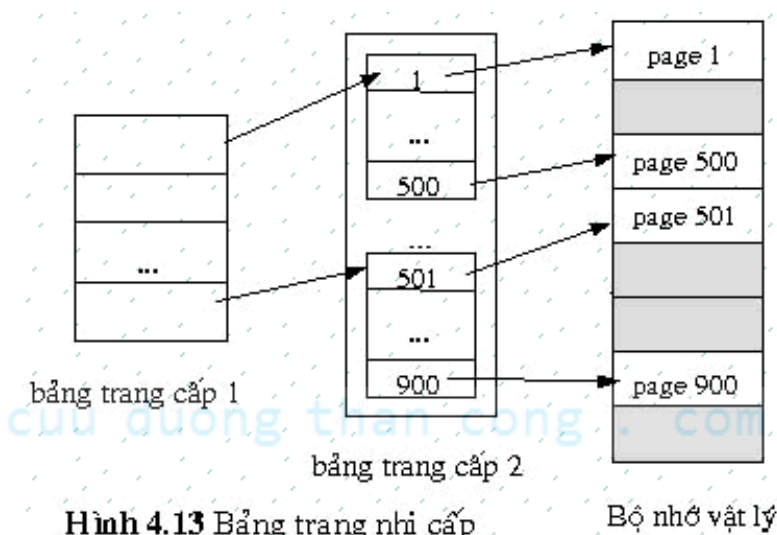 1
...
500
...
501
...
900
...
page 1
page 500
page 501
page 900
bảng trang cấp 1
cuu duong than cong . com
bảng trang cấp 2
Hình 4.13 Bảng trang nhị cấp
Bộ nhớ vật lý